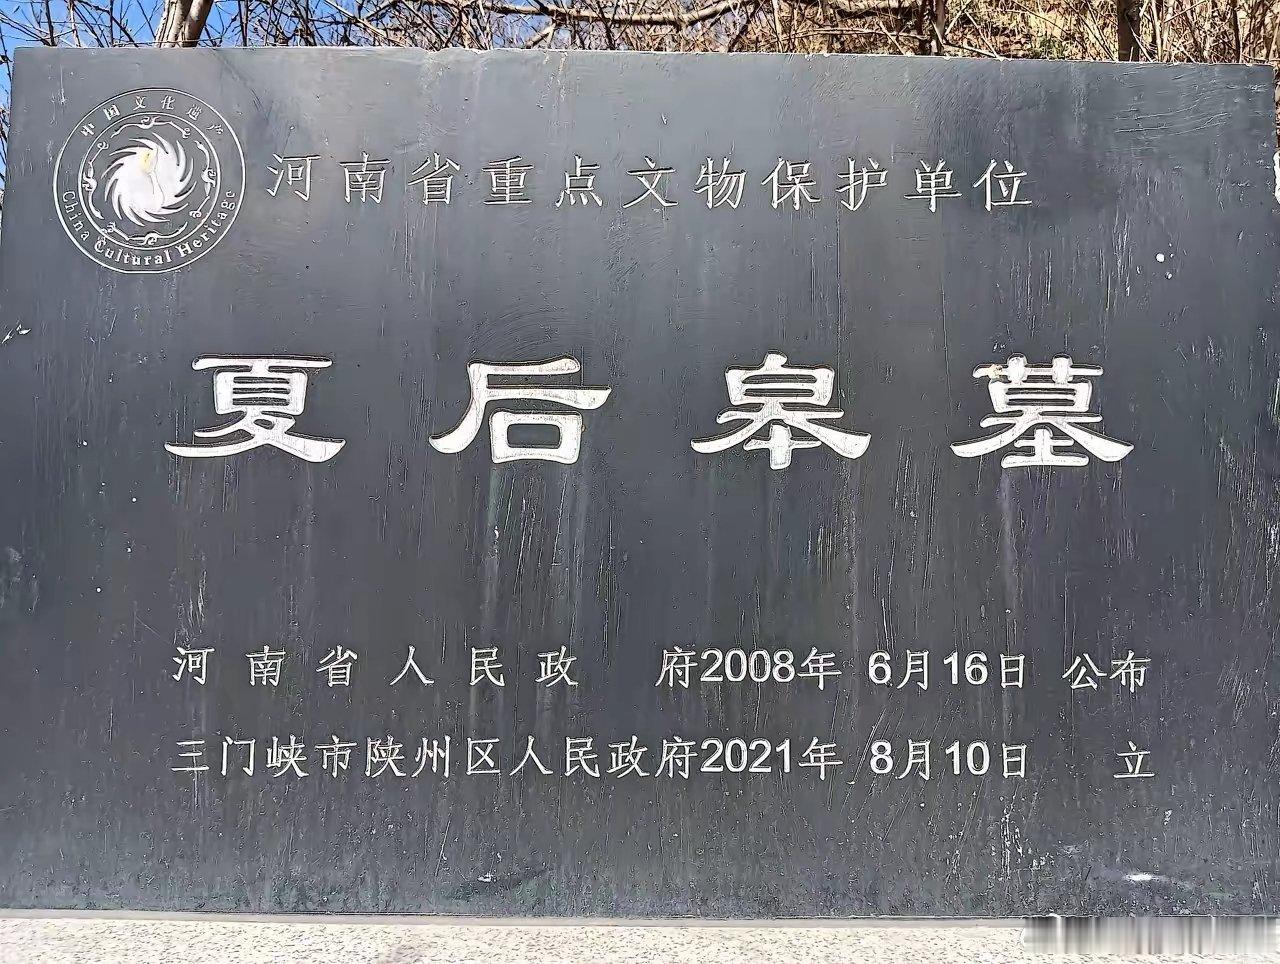 中国文化遗产
China Cultural Heritage
河南省重点文物保护单位
夏后皋墓
河南省人民政 府2008年 6月16日 公布
三门峡市陕州区人民政府2021年 8月10日 立